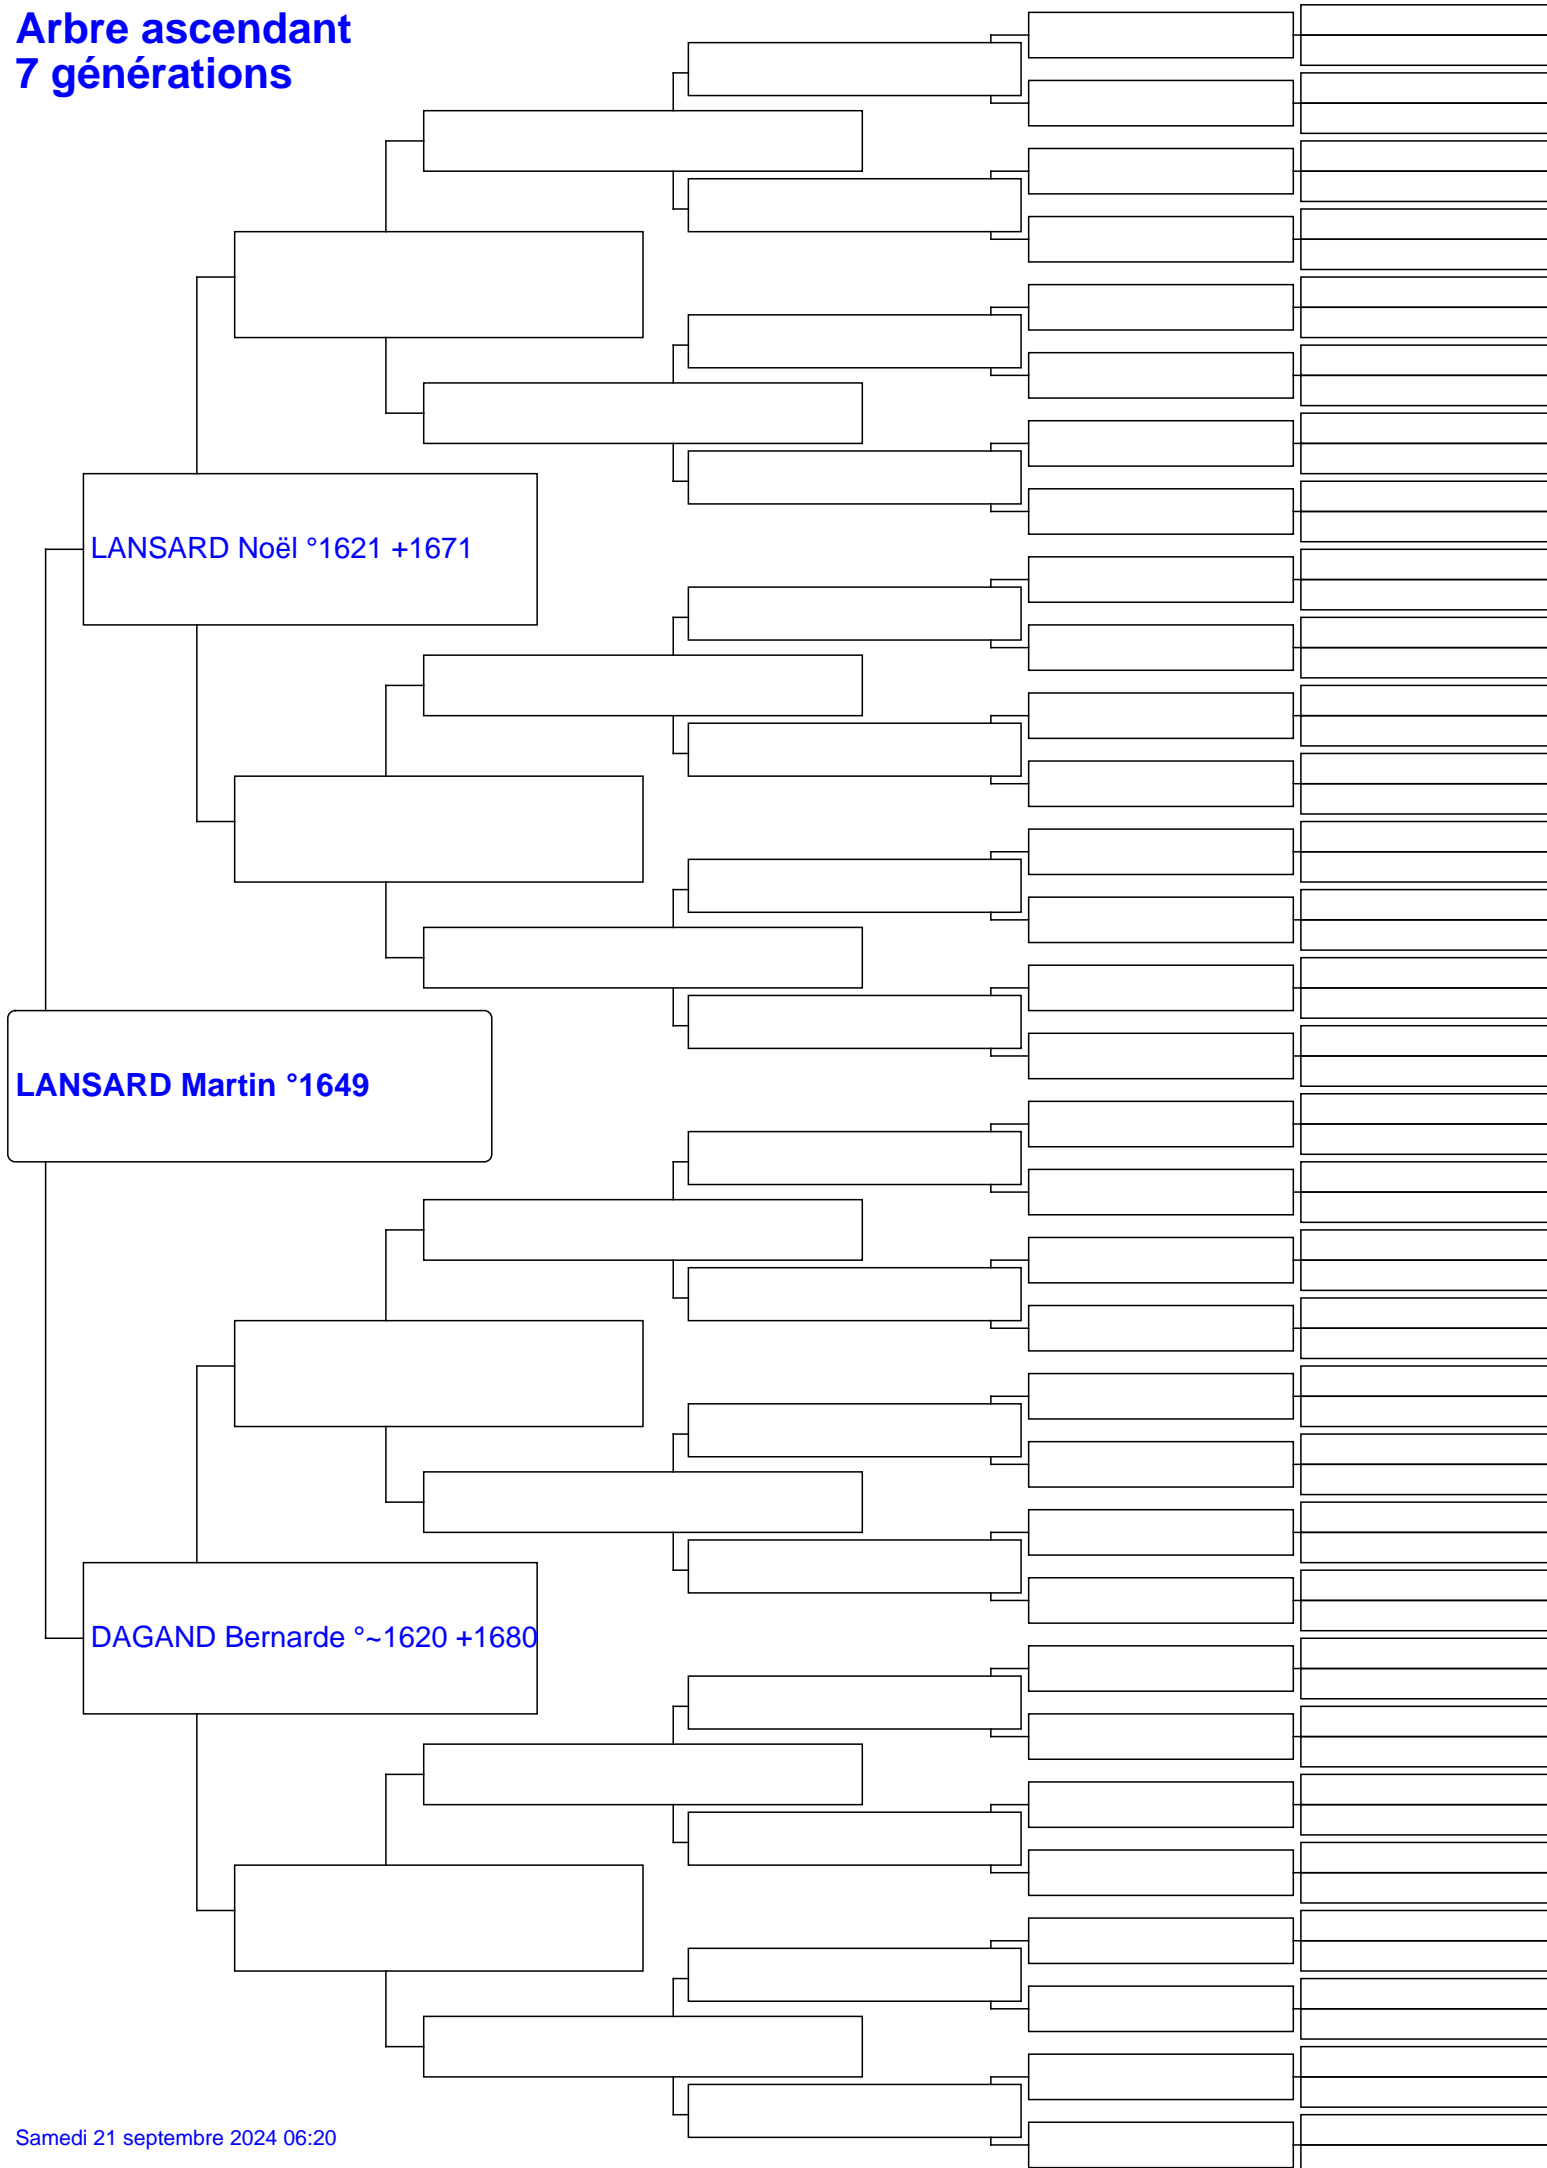 Arbre ascendant
7 générations
LANSARD Noël °1621 +1671
LANSARD Martin °1649
DAGAND Bernarde °~1620 +1680
Samedi 21 septembre 2024 06:20